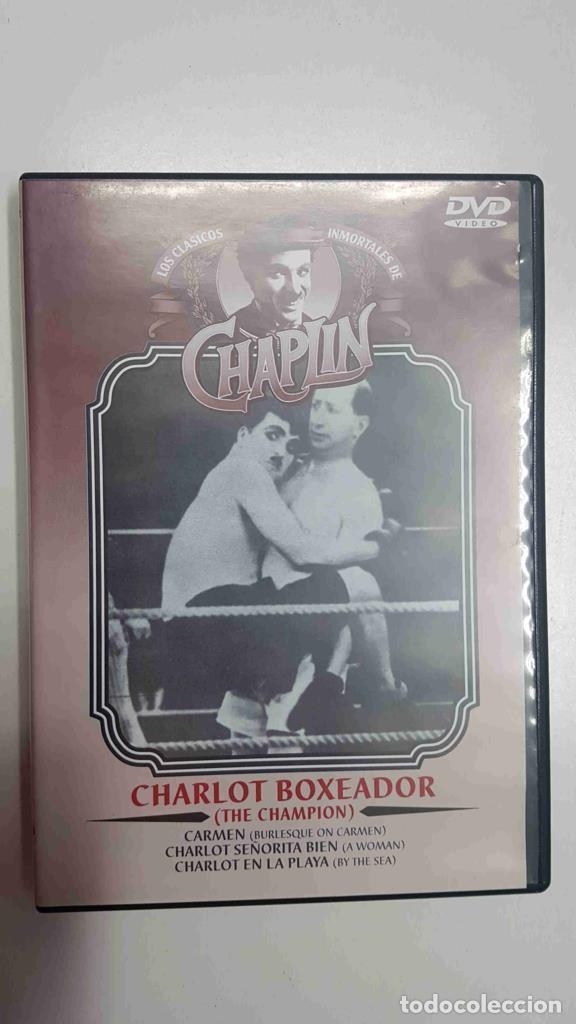 LOS CLASICOS INMORTALES DE
CHAPLIN
DVD
VIDEO
CHARLOT BOXEADOR
(THE CHAMPION)
CARMEN (BURLESQUE ON CARMEN)
CHARLOT SEÑORITA BIEN (A WOMAN)
CHARLOT EN LA PLAYA (BY THE SEA)
todocoleccion